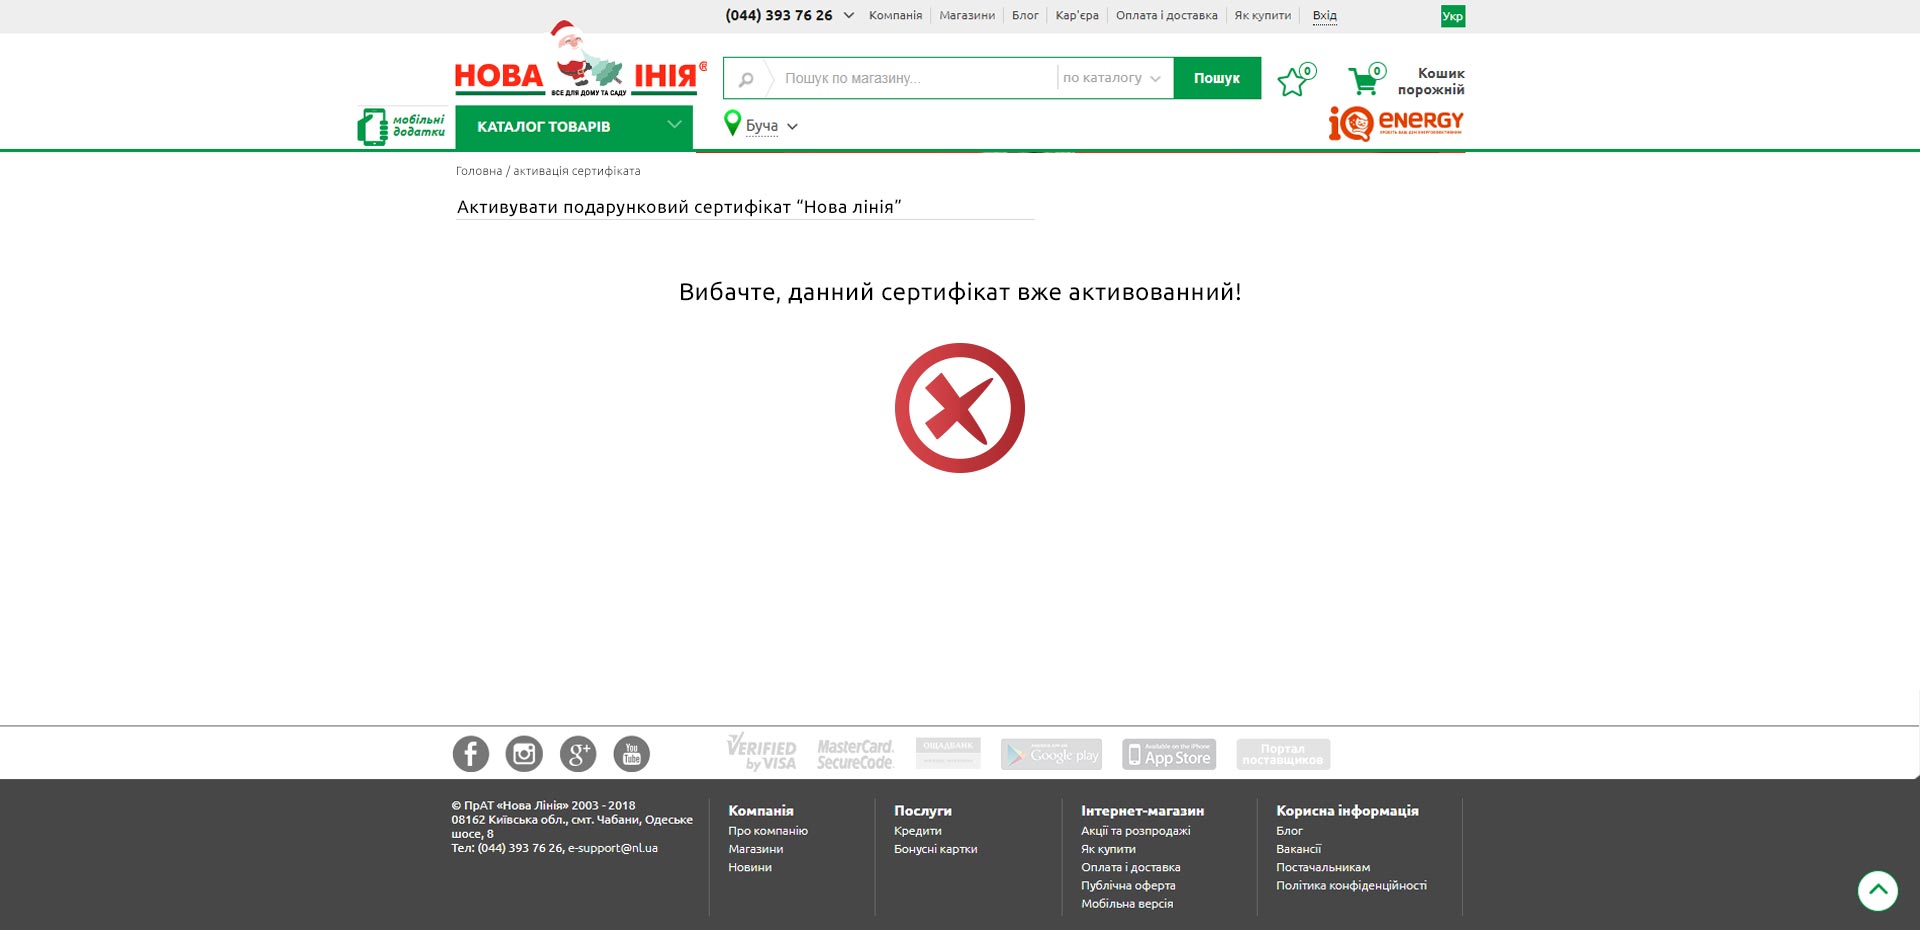 (044) 393 76 26 Компанія Магазини Блог Кар'єра Оплата і доставка Як купити Вхід Укр
НОВА ІНІЯ®
ВСЕ ДЛЯ ДОМУ ТА САДУ
Пошук по магазину... по каталогу Пошук
0
0
Кошик
порожній
мобільні
додатки
КАТАЛОГ ТОВАРІВ
Буча
iQ energy
Головна / активація сертифіката
Активувати подарунковий сертифікат “Нова лінія”
Вибачте, данний сертифікат вже активованний!
f g+ You Tube
VERIFIED
by VISA
MasterCard.
SecureCode.
ОЩАДБАНК
Google play
Available on the iPhone
App Store
Портал
поставщиков
© ПрАТ «Нова Лінія» 2003 - 2018
08162 Київська обл., смт. Чабани, Одеське
шосе, 8
Тел: (044) 393 76 26, e-support@nl.ua
Компанія
Про компанію
Магазини
Новини
Послуги
Кредити
Бонусні картки
Інтернет-магазин
Акції та розпродажі
Як купити
Оплата і доставка
Публічна оферта
Мобільна версія
Корисна інформація
Блог
Вакансії
Постачальникам
Політика конфіденційності